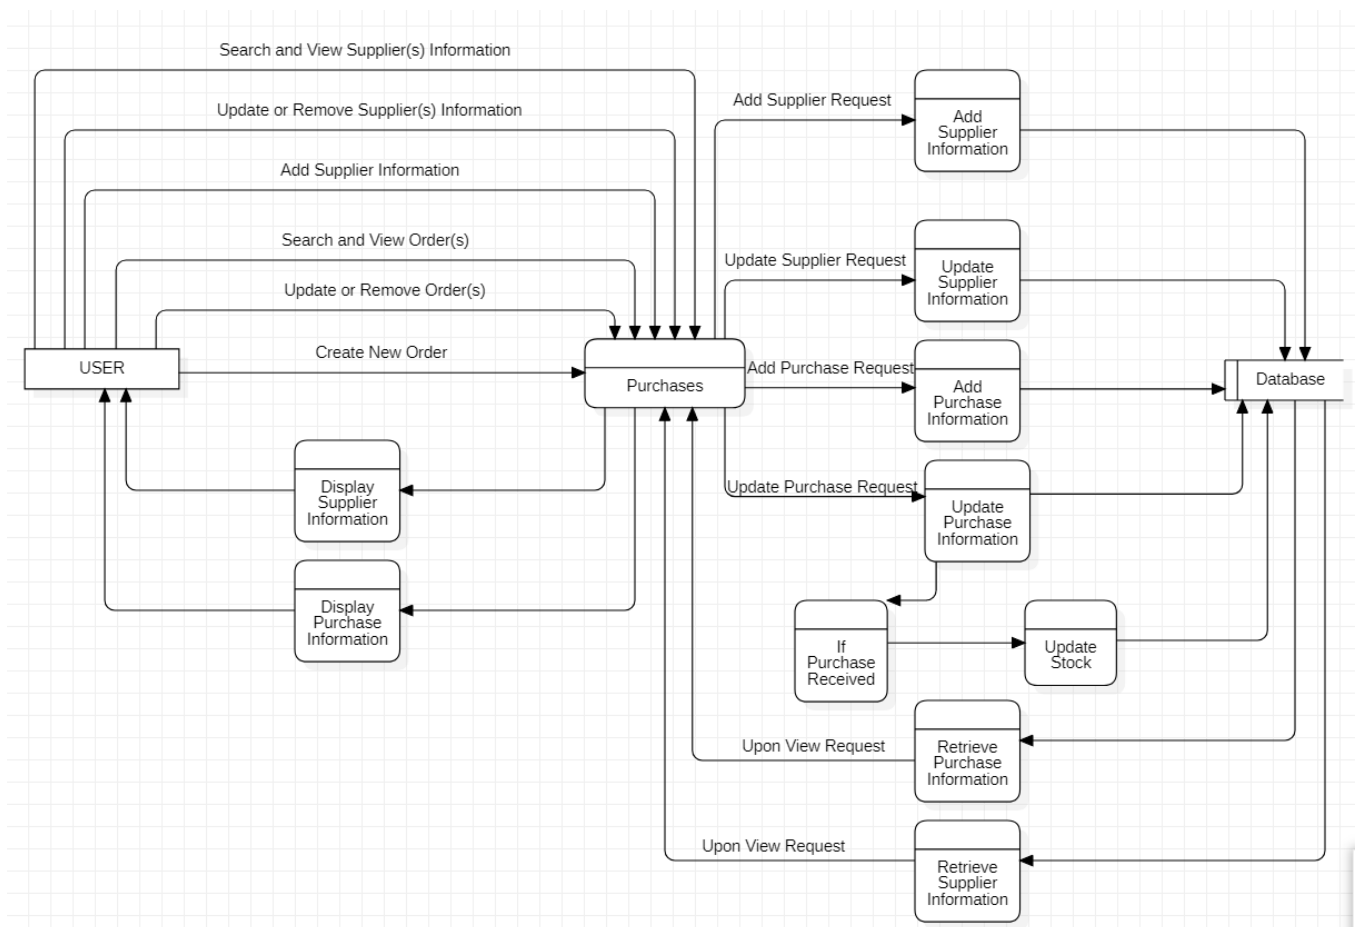 Search and View Supplier(s) Information
Update or Remove Supplier(s) Information
Add Supplier Information
Search and View Order(s)
Update or Remove Order(s)
Create New Order
USER
Purchases
Display
Supplier
Information
Display
Purchase
Information
Add Supplier Request
Add
Supplier
Information
Update Supplier Request
Update
Supplier
Information
Add Purchase Request
Add
Purchase
Information
Database
Update Purchase Request
Update
Purchase
Information
If
Purchase
Received
Update
Stock
Upon View Request
Retrieve
Purchase
Information
Upon View Request
Retrieve
Supplier
Information